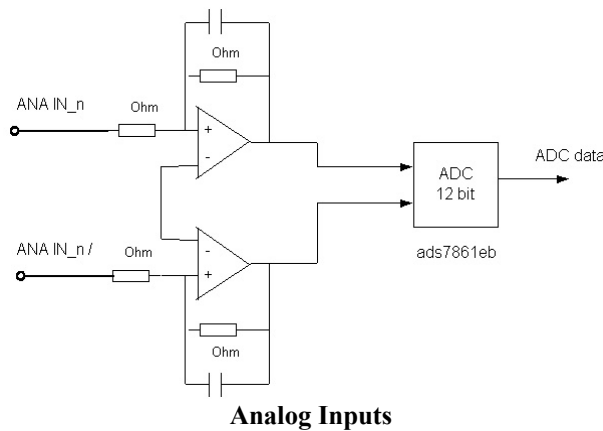 Ohm
ANA IN_n
Ohm
+
-
ADC data
ADC
12 bit
ads7861eb
ANA IN_n /
Ohm
-
+
Ohm
Analog Inputs